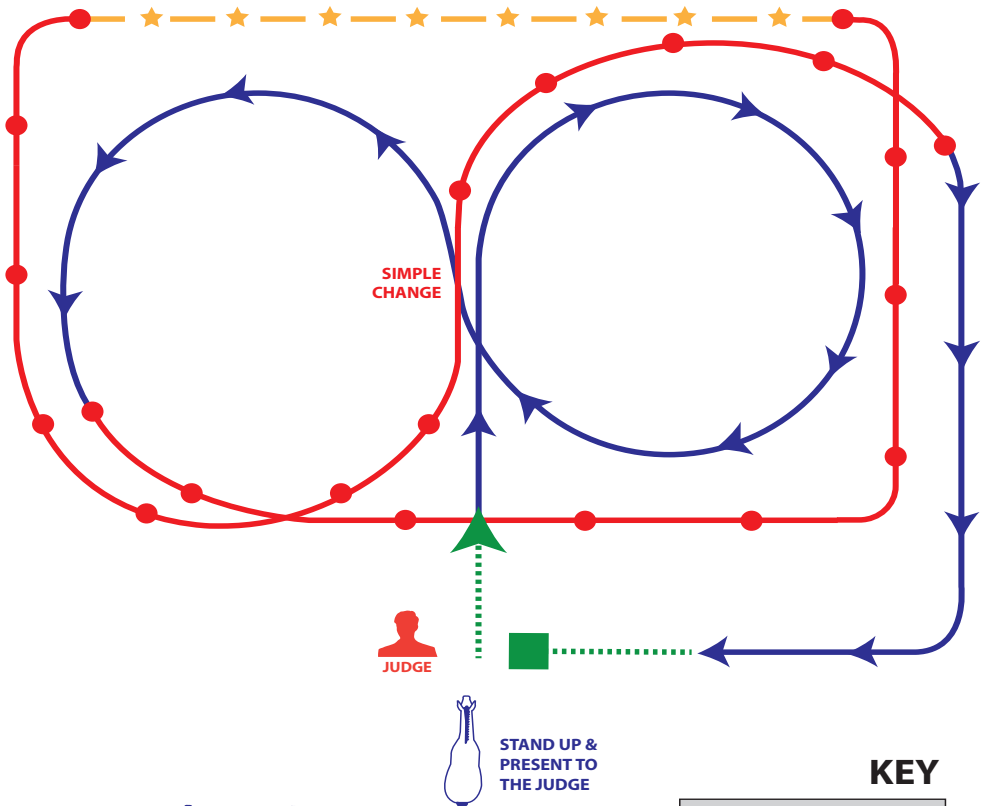 SIMPLE
CHANGE
JUDGE
STAND UP &
PRESENT TO
THE JUDGE
KEY